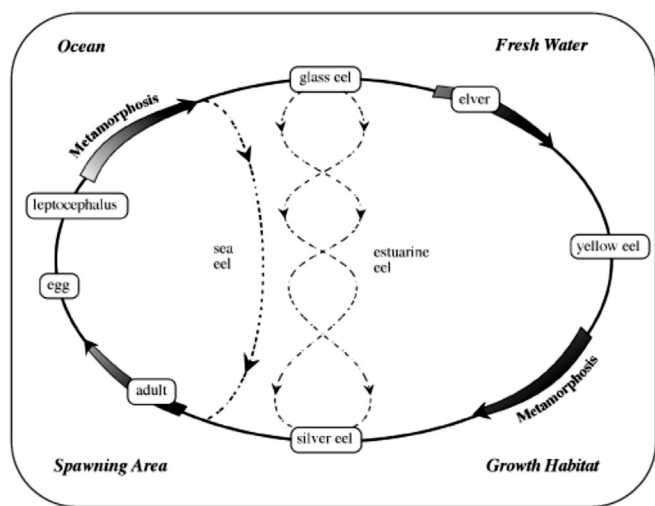 Ocean
Fresh Water
glass eel
elver
Metamorphosis
leptocephalus
sea
eel
estuarine
eel
yellow eel
egg
adult
Metamorphosis
silver eel
Spawning Area
Growth Habitat